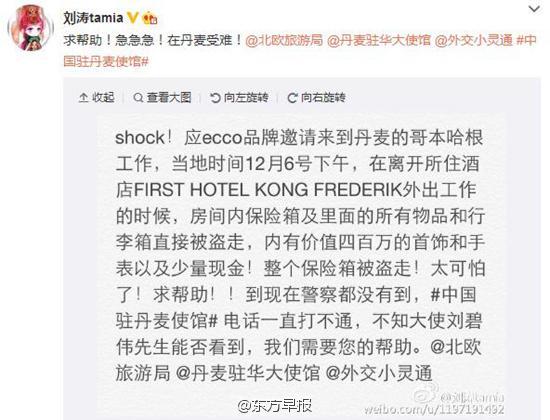 刘涛tamia
求帮助！急急急！在丹麦受难！@北欧旅游局 @丹麦驻华大使馆 @外交小灵通 #中
国驻丹麦使馆#
收起 查看大图 向左旋转 向右旋转
shock！应ecco品牌邀请来到丹麦的哥本哈根
工作，当地时间12月6号下午，在离开所住酒
店FIRST HOTEL KONG FREDERIK外出工作
的时候，房间内保险箱及里面的所有物品和行
李箱直接被盗走，内有价值四百万的首饰和手
表以及少量现金！整个保险箱被盗走！太可怕
了！求帮助！！到现在警察都没有到，#中国
驻丹麦使馆# 电话一直打不通，不知大使刘碧
伟先生能否看到，我们需要您的帮助。@北欧
旅游局 @丹麦驻华大使馆 @外交小灵通
@刘涛tamia
weibo.com/u/1197191492
@东方早报